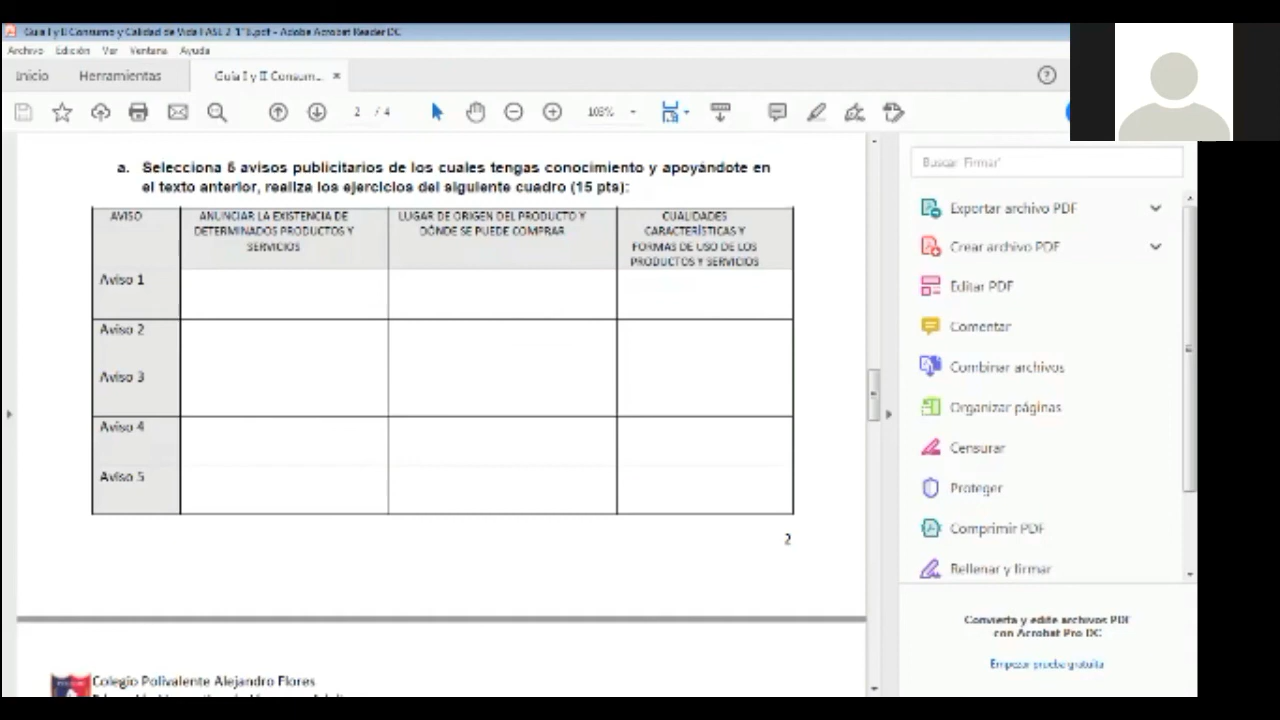 Guia I y II Consumo y Calidad de Vida FASE 2 1°B.pdf - Adobe Acrobat Reader DC
Archivo Edición Ver Ventana Ayuda
Inicio Herramientas Guia I y II Consum... ×
2 / 4 108%
a. Selecciona 5 avisos publicitarios de los cuales tengas conocimiento y apoyándote en
el texto anterior, realiza los ejercicios del siguiente cuadro (15 pts):
AVISO
ANUNCIAR LA EXISTENCIA DE
DETERMINADOS PRODUCTOS Y
SERVICIOS
LUGAR DE ORIGEN DEL PRODUCTO Y
DÓNDE SE PUEDE COMPRAR
CUALIDADES
CARACTERÍSTICAS Y
FORMAS DE USO DE LOS
PRODUCTOS Y SERVICIOS
Aviso 1
Aviso 2
Aviso 3
Aviso 4
Aviso 5
2
Colegio Polivalente Alejandro Flores
Buscar 'Firmar'
Exportar archivo PDF
Crear archivo PDF
Editar PDF
Comentar
Combinar archivos
Organizar páginas
Censurar
Proteger
Comprimir PDF
Rellenar y firmar
Convierta y edite archivos PDF
con Acrobat Pro DC
Empezar prueba gratuita